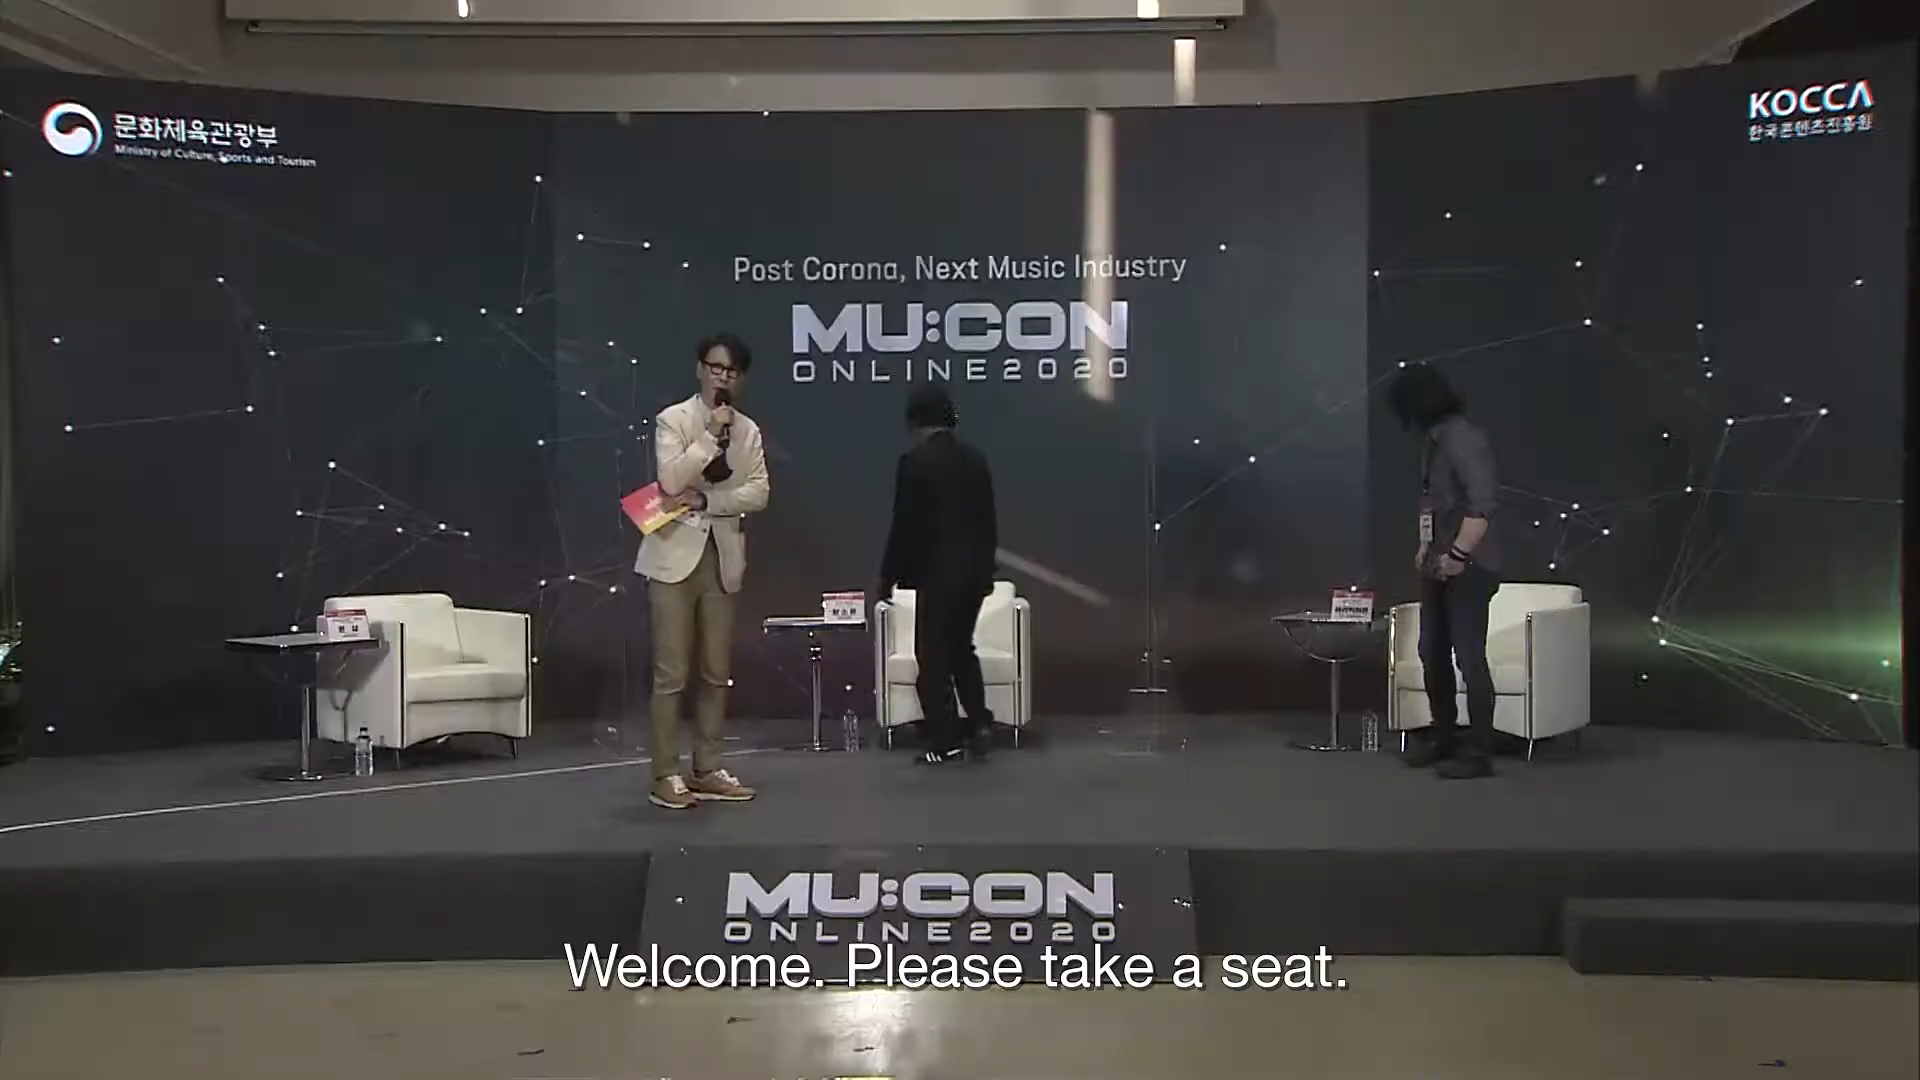 문화체육관광부
Ministry of Culture, Sports and Tourism
KOCCA
한국콘텐츠진흥원
Post Corona, Next Music Industry
MU:CON
ONLINE2020
MU:CON
ONLINE2020
Welcome. Please take a seat.